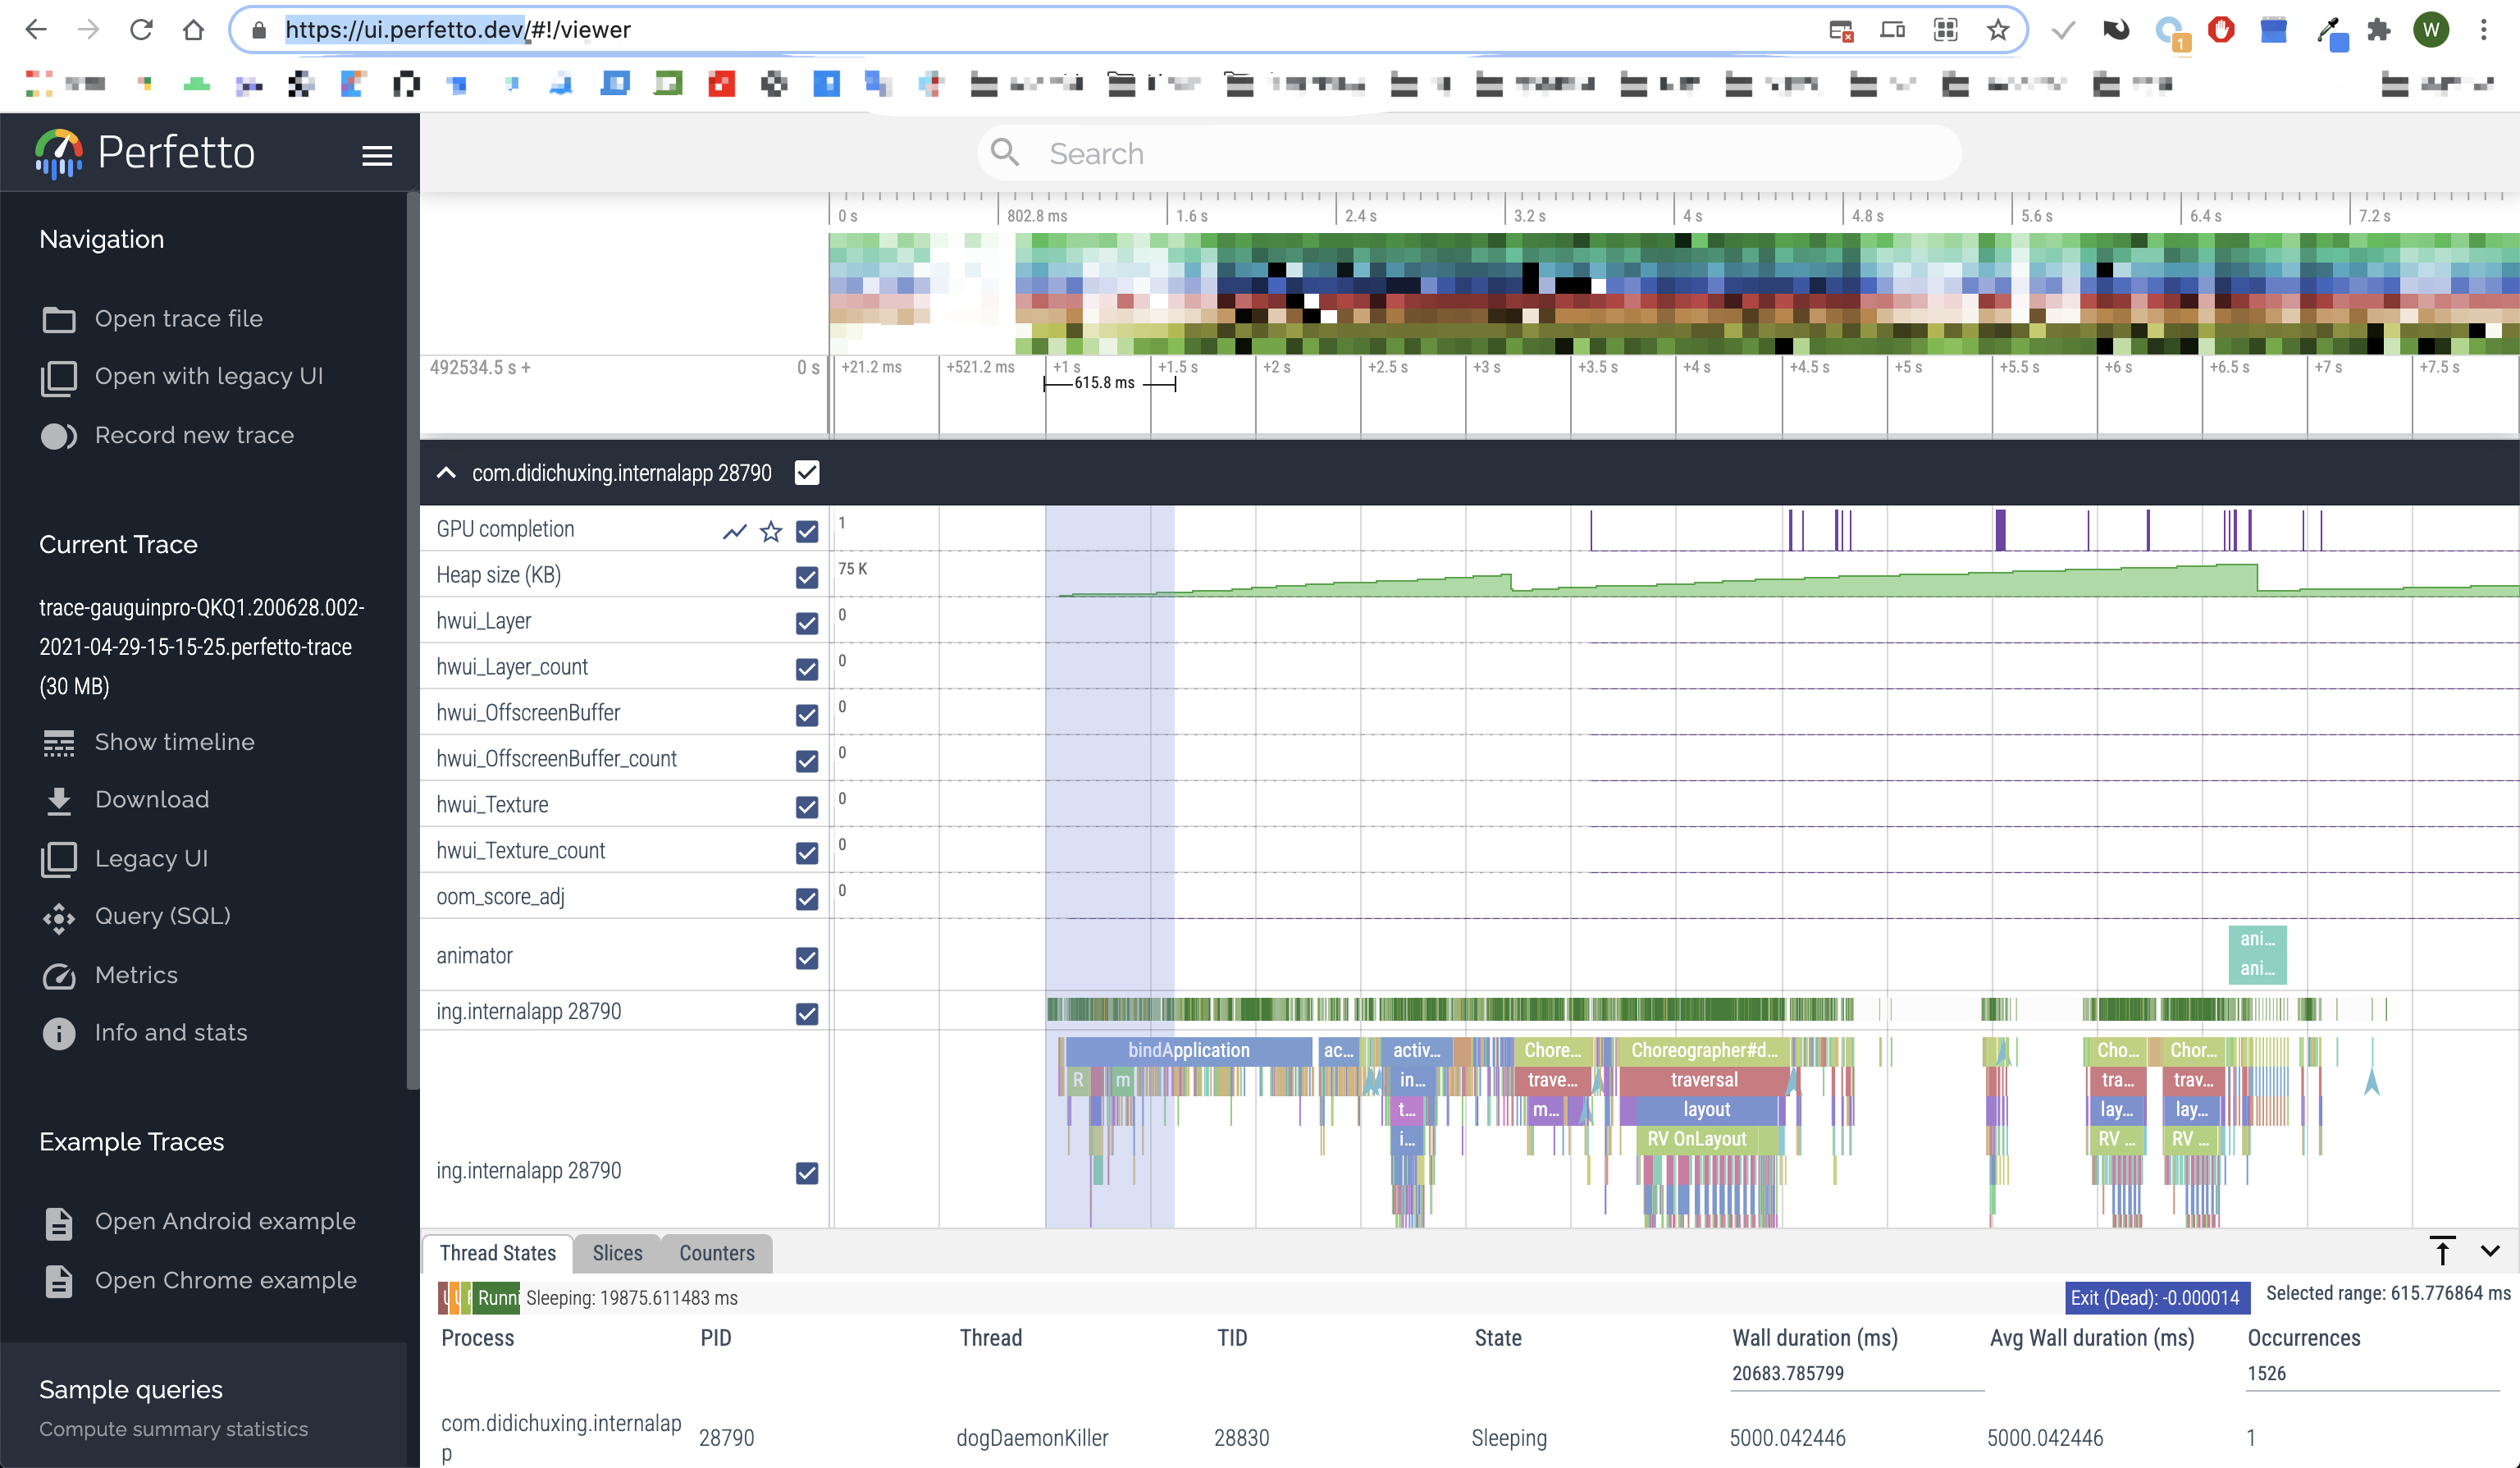 https://ui.perfetto.dev/#!/viewer
1
W
Perfetto
Search
Navigation
Open trace file
Open with legacy UI
Record new trace
Current Trace
trace-gauguinpro-QKQ1.200628.002-
2021-04-29-15-15-25.perfetto-trace
(30 MB)
Show timeline
Download
Legacy UI
Query (SQL)
Metrics
Info and stats
Example Traces
Open Android example
Open Chrome example
Sample queries
Compute summary statistics
0 s 802.8 ms 1.6 s 2.4 s 3.2 s 4 s 4.8 s 5.6 s 6.4 s 7.2 s
492534.5 s + 0 s +21.2 ms +521.2 ms +1 s +1.5 s +2 s +2.5 s +3 s +3.5 s +4 s +4.5 s +5 s +5.5 s +6 s +6.5 s +7 s +7.5 s
615.8 ms
com.didichuxing.internalapp 28790
GPU completion 1
Heap size (KB) 75 K
hwui_Layer 0
hwui_Layer_count 0
hwui_OffscreenBuffer 0
hwui_OffscreenBuffer_count 0
hwui_Texture 0
hwui_Texture_count 0
oom_score_adj 0
animator ani...
ani...
ing.internalapp 28790
bindApplication ac... activ... Chore... Choreographer#d... Cho... Chor...
R m in... trave... traversal tra... trav...
t... m... layout lay... lay...
i... RV OnLayout RV ... RV ...
ing.internalapp 28790
Thread States Slices Counters
Runni Sleeping: 19875.611483 ms Exit (Dead): -0.000014 Selected range: 615.776864 ms
Process PID Thread TID State Wall duration (ms) Avg Wall duration (ms) Occurrences
20683.785799 1526
com.didichuxing.internalap
p 28790 dogDaemonKiller 28830 Sleeping 5000.042446 5000.042446 1